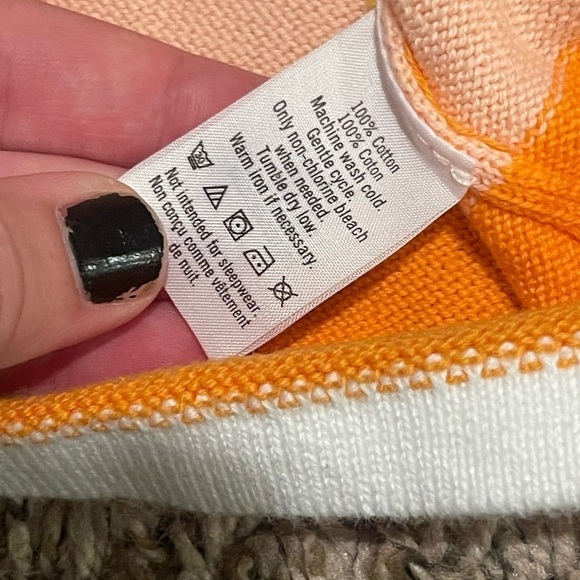 100% Cotton
100% Coton
Machine wash cold.
Gentle cycle
Only non-chlorine bleach
when needed
Tumble dry low
Warm iron if necessary.
Not intended for sleepwear.
Non conçu comme vêtement
de nuit.